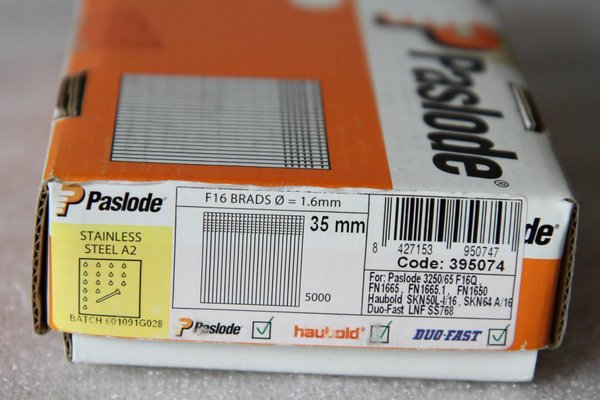 Paslode®
Paslode®
STAINLESS
STEEL A2
BATCH 601091G028
F16 BRADS Ø = 1.6mm
35 mm
5000
8 427153 950747
Code: 395074
For: Paslode 3250/65 F16Q
FN1665, FN1665.1, FN1650
Haubold SKN50L-I/16, SKN64 A/16
Duo-Fast LNF SS768
Paslode®
haubold®
DUO-FAST
de®